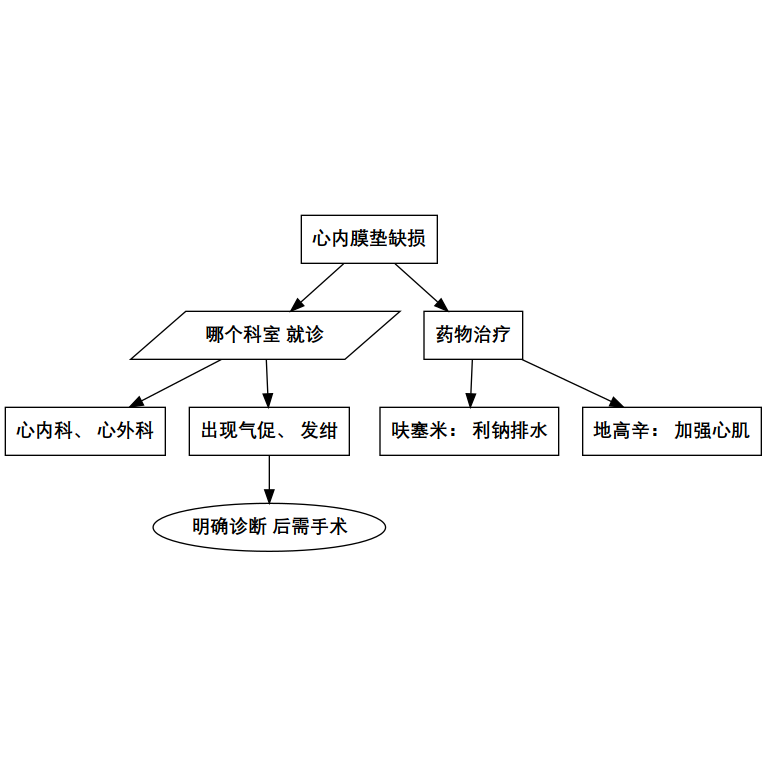 心内膜垫缺损
哪个科室 就诊
药物治疗
心内科、 心外科
出现气促、 发绀
呋塞米： 利钠排水
地高辛： 加强心肌
明确诊断 后需手术